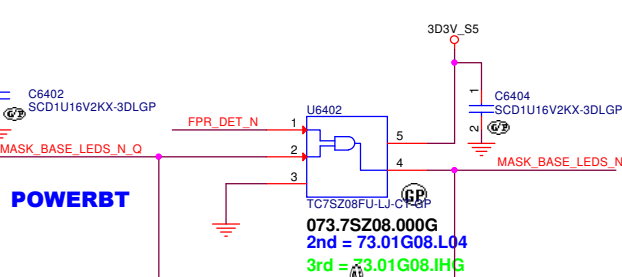 3D3V_S5
C6402
SCD1U16V2KX-3DLGP
G/P
C6404
SCD1U16V2KX-3DLGP
G/P
1
2
U6402
FPR_DET_N
1
5
MASK_BASE_LEDS_N_Q
2
4
MASK_BASE_LEDS_N
3
POWERBT
GP
TC7SZ08FU-LJ-CT-GP
073.7SZ08.000G
2nd = 73.01G08.L04
3rd = 73.01G08.IHG